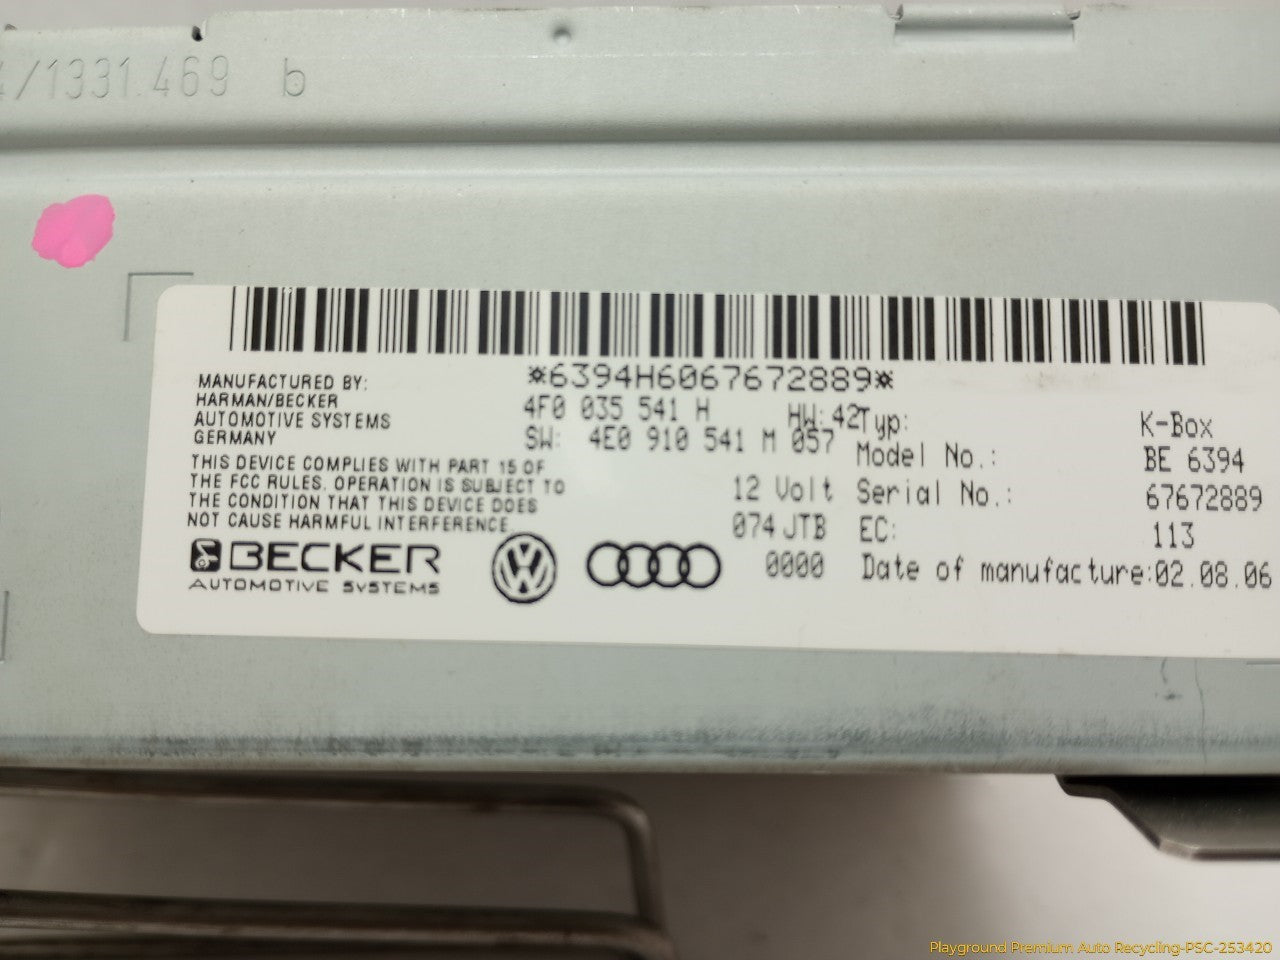 4/1331.469 b
*6394H6067672889*
MANUFACTURED BY:
HARMAN/BECKER
AUTOMOTIVE SYSTEMS
GERMANY
4F0 035 541 H HW: 42
SW: 4E0 910 541 M 057
THIS DEVICE COMPLIES WITH PART 15 OF
THE FCC RULES. OPERATION IS SUBJECT TO
THE CONDITION THAT THIS DEVICE DOES
NOT CAUSE HARMFUL INTERFERENCE
12 Volt
074 JTB
0000
Typ: K-Box
Model No.: BE 6394
Serial No.: 67672889
EC: 113
Date of manufacture: 02.08.06
BECKER
AUTOMOTIVE SYSTEMS
Playground Premium Auto Recycling-PSC-253420